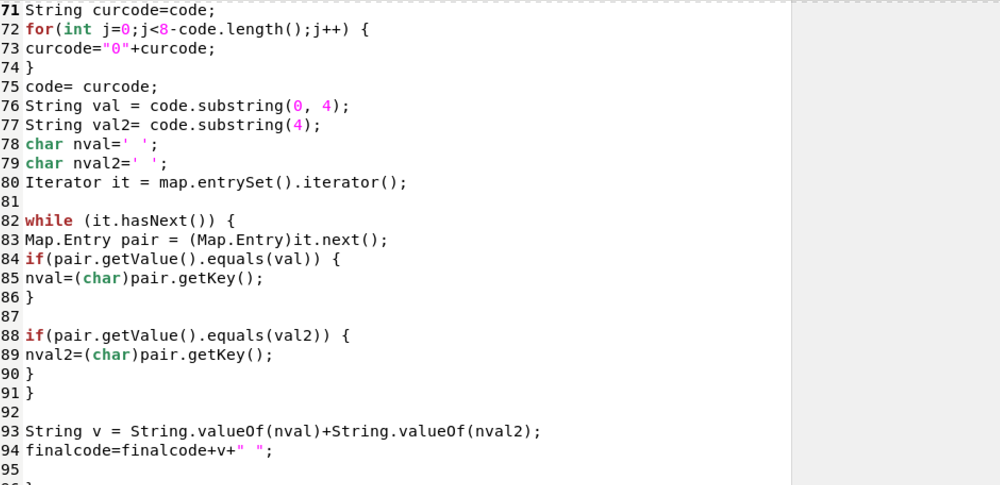 71 String curcode=code;
72 for(int j=0;j<8-code.length();j++) {
73 curcode="0"+curcode;
74 }
75 code= curcode;
76 String val = code.substring(0, 4);
77 String val2= code.substring(4);
78 char nval=' ';
79 char nval2=' ';
80 Iterator it = map.entrySet().iterator();
81
82 while (it.hasNext()) {
83 Map.Entry pair = (Map.Entry)it.next();
84 if(pair.getValue().equals(val)) {
85 nval=(char)pair.getKey();
86 }
87
88 if(pair.getValue().equals(val2)) {
89 nval2=(char)pair.getKey();
90 }
91 }
92
93 String v = String.valueOf(nval)+String.valueOf(nval2);
94 finalcode=finalcode+v+" ";
95